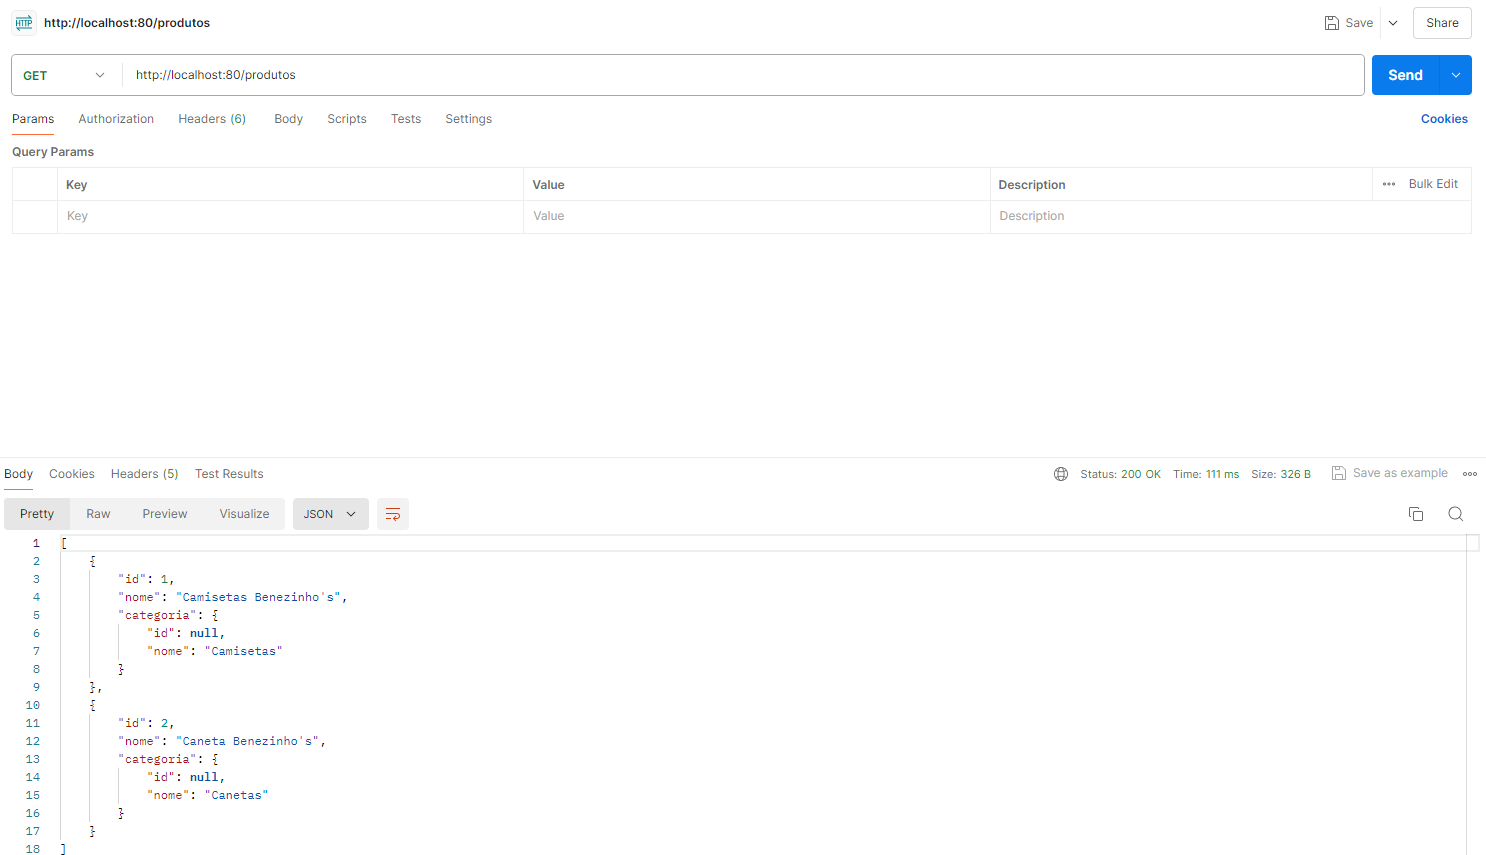 HTTP http://localhost:80/produtos Save Share
GET http://localhost:80/produtos Send
Params Authorization Headers (6) Body Scripts Tests Settings Cookies
Query Params
Key Value Description Bulk Edit
Key Value Description
Body Cookies Headers (5) Test Results Status: 200 OK Time: 111 ms Size: 326 B Save as example
Pretty Raw Preview Visualize JSON
1 [
2 {
3 "id": 1,
4 "nome": "Camisetas Benezinho's",
5 "categoria": {
6 "id": null,
7 "nome": "Camisetas"
8 }
9 },
10 {
11 "id": 2,
12 "nome": "Caneta Benezinho's",
13 "categoria": {
14 "id": null,
15 "nome": "Canetas"
16 }
17 }
18 ]